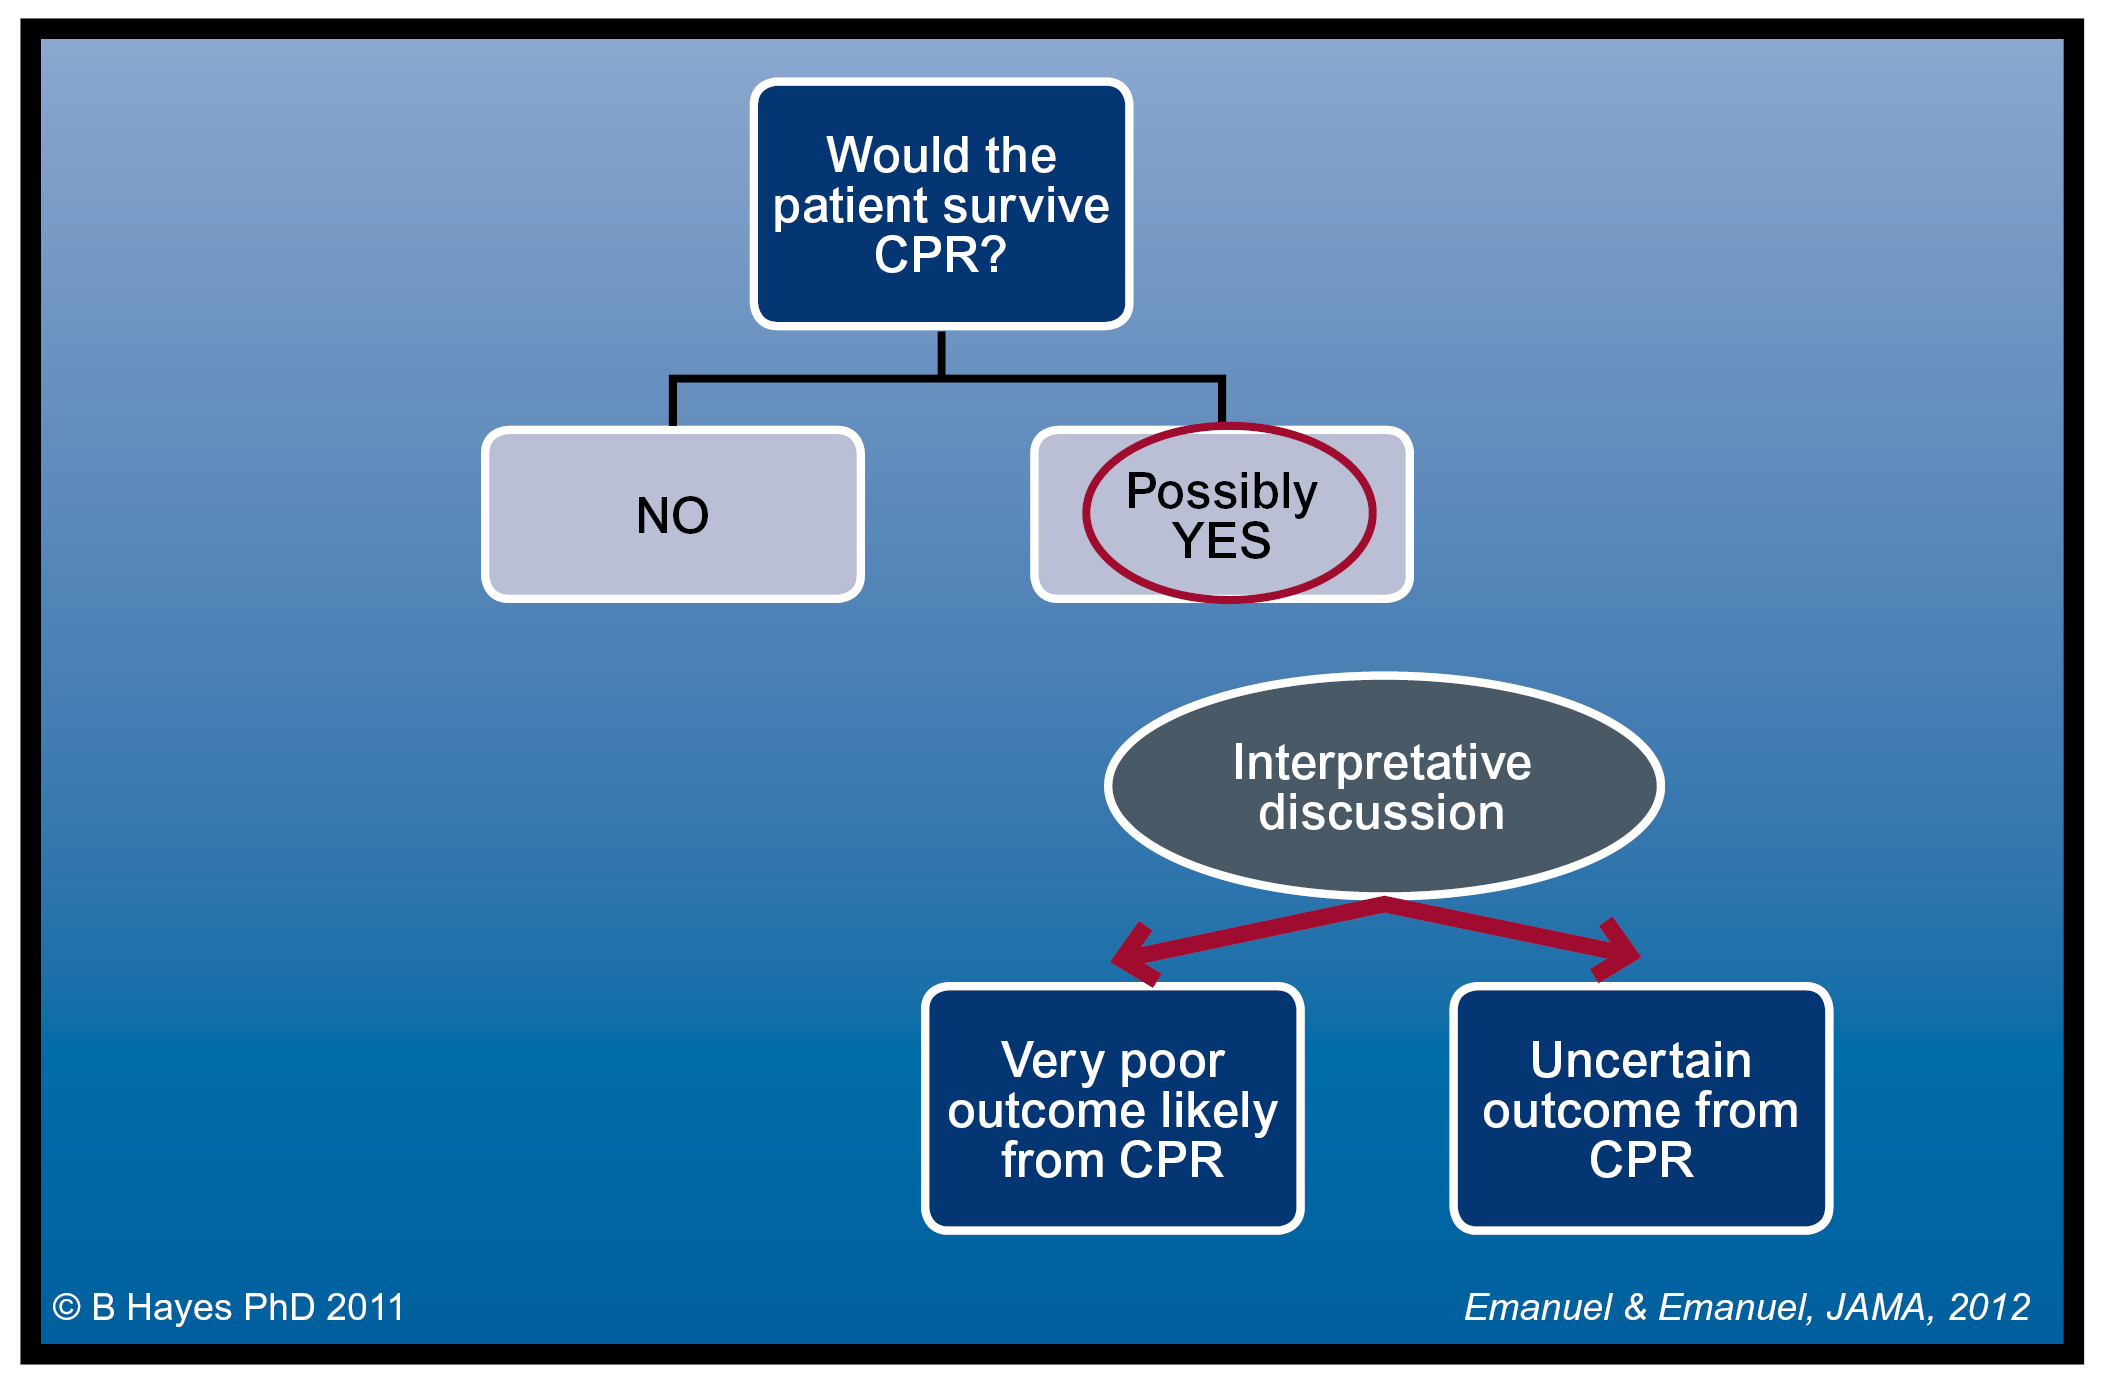 Would the
patient survive
CPR?
NO
Possibly
YES
Interpretative
discussion
Very poor
outcome likely
from CPR
Uncertain
outcome from
CPR
© B Hayes PhD 2011
Emanuel & Emanuel, JAMA, 2012